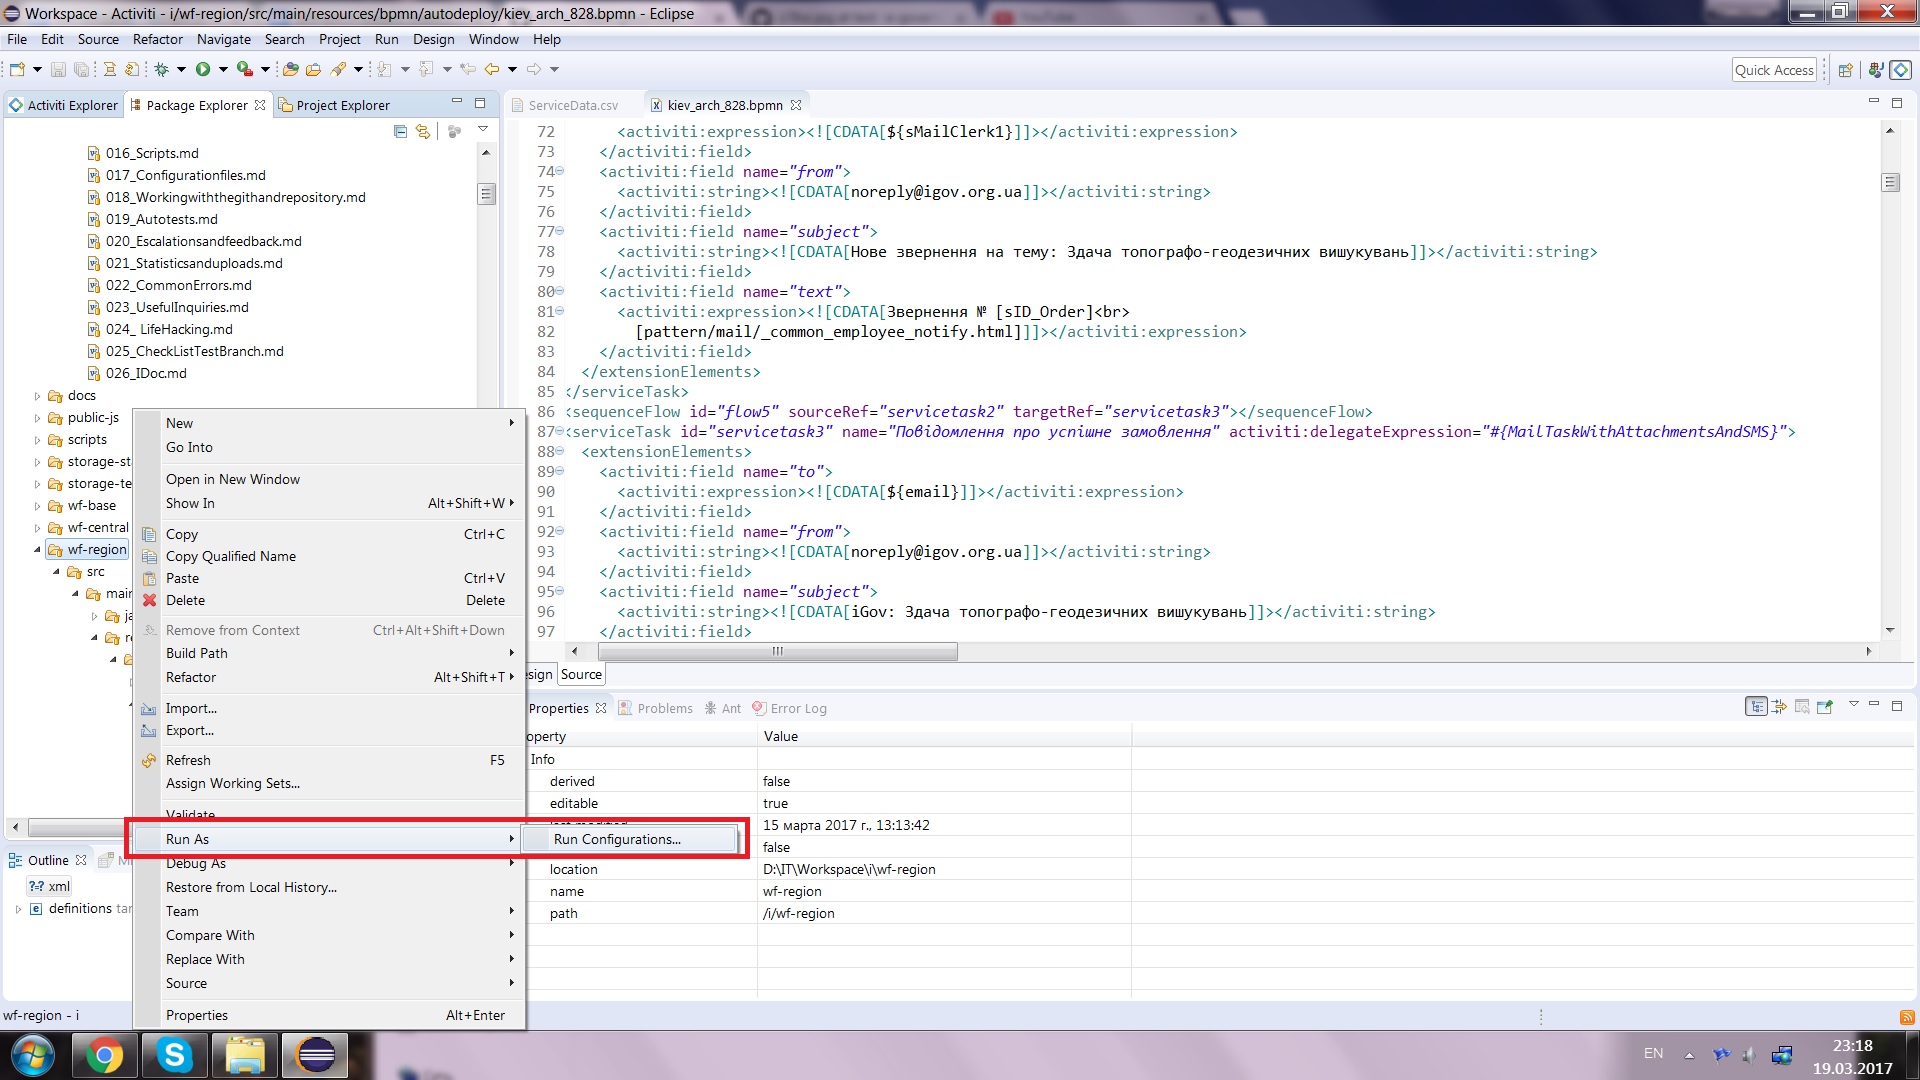 Workspace - Activiti - i/wf-region/src/main/resources/bpmn/autodeploy/kiev_arch_828.bpmn - Eclipse
File Edit Source Refactor Navigate Search Project Run Design Window Help
Quick Access
Activiti Explorer Package Explorer Project Explorer
016_Scripts.md
017_Configurationfiles.md
018_Workingwiththegithandrepository.md
019_Autotests.md
020_Escalationsandfeedback.md
021_Statisticsanduploads.md
022_CommonErrors.md
023_UsefulInquiries.md
024_ LifeHacking.md
025_CheckListTestBranch.md
026_IDoc.md
docs
public-js
scripts
storage-st
storage-te
wf-base
wf-central
wf-region
src
main
New
Go Into
Open in New Window
Show In Alt+Shift+W
Copy Ctrl+C
Copy Qualified Name
Paste Ctrl+V
Delete Delete
Remove from Context Ctrl+Alt+Shift+Down
Build Path
Refactor Alt+Shift+T
Import...
Export...
Refresh F5
Assign Working Sets...
Validate
Run As
Run Configurations...
Debug As
Restore from Local History...
Team
Compare With
Replace With
Source
Properties Alt+Enter
Outline
xml
definitions
wf-region - i
ServiceData.csv kiev_arch_828.bpmn
72 <activiti:expression><![CDATA[${sMailClerk1}]]></activiti:expression>
73 </activiti:field>
74 <activiti:field name="from">
75 <activiti:string><![CDATA[noreply@igov.org.ua]]></activiti:string>
76 </activiti:field>
77 <activiti:field name="subject">
78 <activiti:string><![CDATA[Нове звернення на тему: Здача топографо-геодезичних вишукувань]]></activiti:string>
79 </activiti:field>
80 <activiti:field name="text">
81 <activiti:expression><![CDATA[Звернення № [sID_Order]<br>
82 [pattern/mail/_common_employee_notify.html]]]></activiti:expression>
83 </activiti:field>
84 </extensionElements>
85 </serviceTask>
86 <sequenceFlow id="flow5" sourceRef="servicetask2" targetRef="servicetask3"></sequenceFlow>
87 <serviceTask id="servicetask3" name="Повідомлення про успішне замовлення" activiti:delegateExpression="#{MailTaskWithAttachmentsAndSMS}">
88 <extensionElements>
89 <activiti:field name="to">
90 <activiti:expression><![CDATA[${email}]]></activiti:expression>
91 </activiti:field>
92 <activiti:field name="from">
93 <activiti:string><![CDATA[noreply@igov.org.ua]]></activiti:string>
94 </activiti:field>
95 <activiti:field name="subject">
96 <activiti:string><![CDATA[iGov: Здача топографо-геодезичних вишукувань]]></activiti:string>
97 </activiti:field>
esign Source
Properties Problems Ant Error Log
operty Value
Info
derived false
editable true
15 марта 2017 г., 13:13:42
false
location D:\IT\Workspace\i\wf-region
name wf-region
path /i/wf-region
EN
23:18
19.03.2017